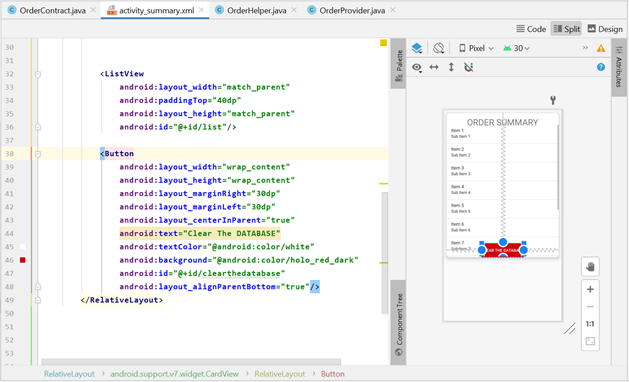 OrderContract.java
activity_summary.xml
OrderHelper.java
OrderProvider.java
Code
Split
Design
30
31
32 <ListView
33 android:layout_width="match_parent"
34 android:paddingTop="40dp"
35 android:layout_height="match_parent"
36 android:id="@+id/list"/>
37
38 <Button
39 android:layout_width="wrap_content"
40 android:layout_height="wrap_content"
41 android:layout_marginRight="30dp"
42 android:layout_marginLeft="30dp"
43 android:layout_centerInParent="true"
44 android:text="Clear The DATABASE"
45 android:textColor="@android:color/white"
46 android:background="@android:color/holo_red_dark"
47 android:id="@+id/clearthedatabase"
48 android:layout_alignParentBottom="true"/>
49 </RelativeLayout>
50
51
52
53
RelativeLayout
android.support.v7.widget.CardView
RelativeLayout
Button
Palette
Component Tree
Pixel
30
Attributes
ORDER SUMMARY
Item 1
Sub Item 1
Item 2
Sub Item 2
Item 3
Sub Item 3
Item 4
Sub Item 4
Item 5
Sub Item 5
Item 6
Sub Item 6
Item 7
CLEAR THE DATABASE
1:1